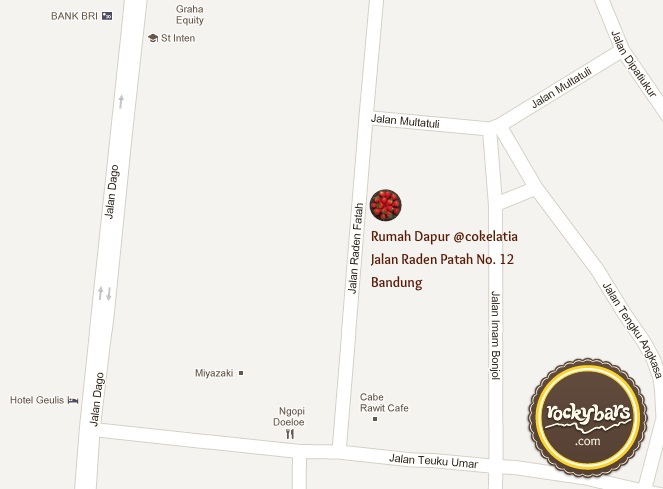 BANK BRI
Graha
Equity
St Inten
Jalan Dipatiukur
Jalan Multatuli
Jalan Multatuli
Jalan Dago
Jalan Raden Fatah
Rumah Dapur @cokelatia
Jalan Raden Patah No. 12
Bandung
Jalan Imam Bonjol
Jalan Tengku Angkasa
Miyazaki
Hotel Geulis
Jalan Dago
Ngopi
Doeloe
Cabe
Rawit Cafe
rockybars
.com
Jalan Teuku Umar